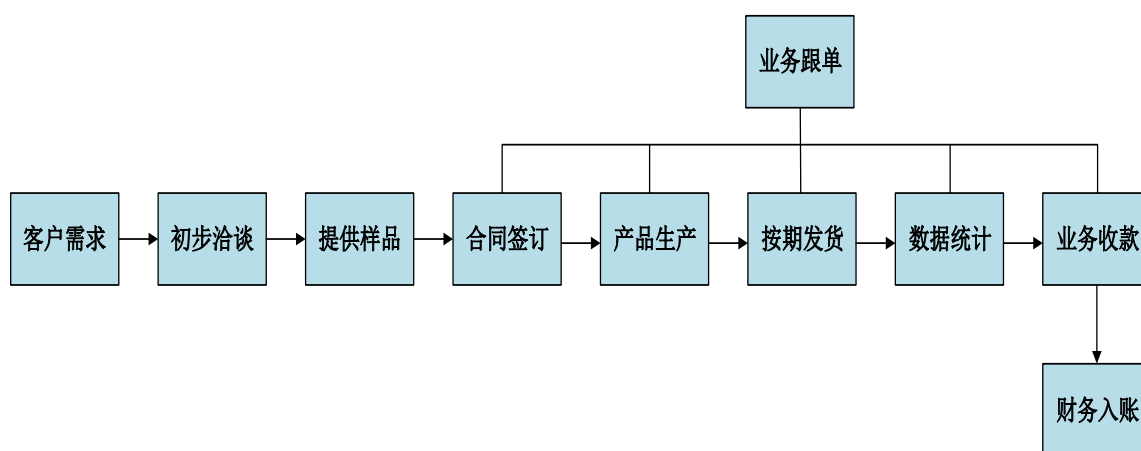 业务跟单
客户需求
初步洽谈
提供样品
合同签订
产品生产
按期发货
数据统计
业务收款
财务入账